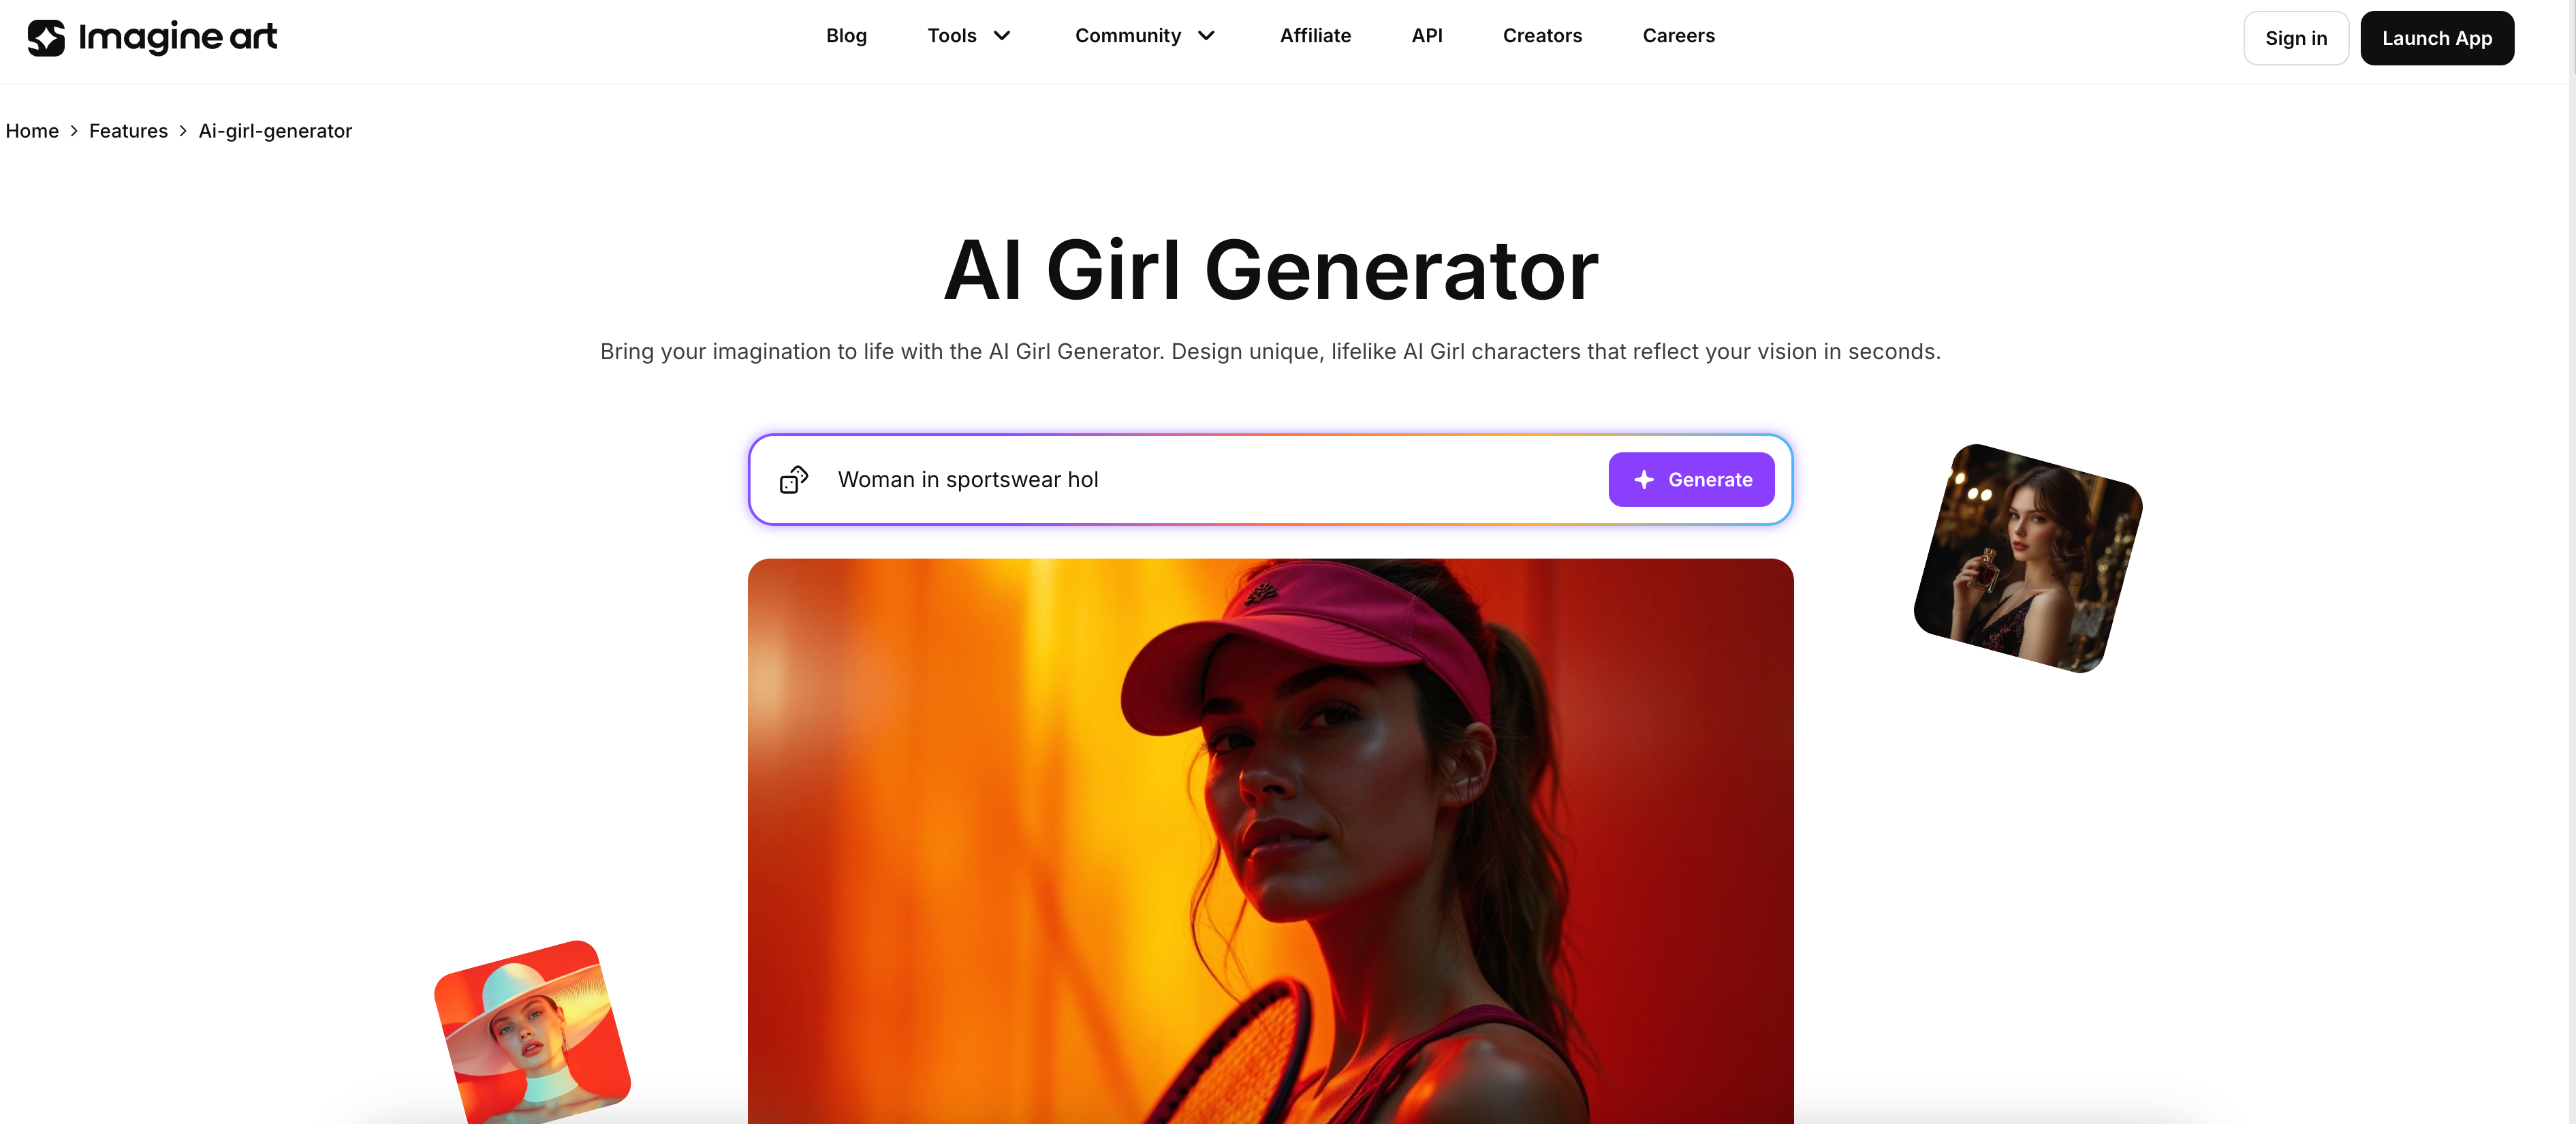 Imagine art
Blog Tools Community Affiliate API Creators Careers
Sign in Launch App
Home > Features > Ai-girl-generator
AI Girl Generator
Bring your imagination to life with the AI Girl Generator. Design unique, lifelike AI Girl characters that reflect your vision in seconds.
Woman in sportswear hol
Generate